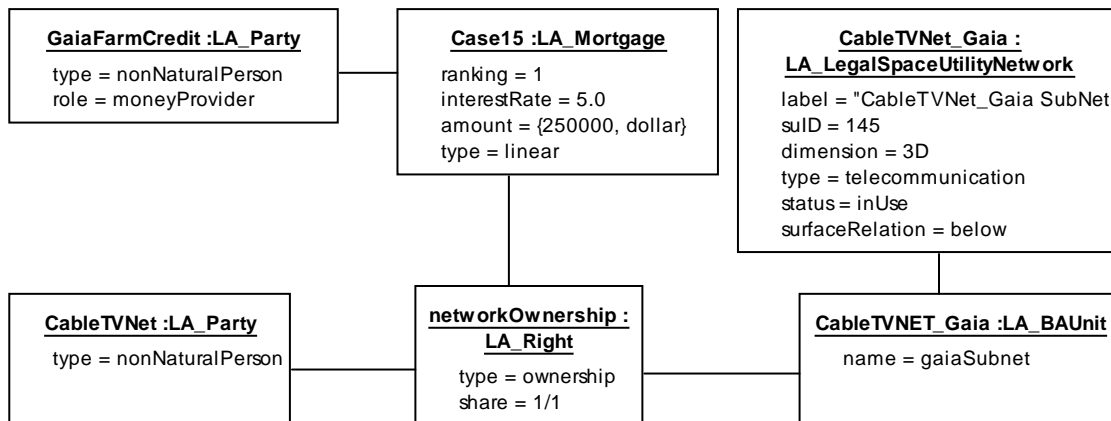 GaiaFarmCredit :LA_Party
type = nonNaturalPerson
role = moneyProvider
Case15 :LA_Mortgage
ranking = 1
interestRate = 5.0
amount = {250000, dollar}
type = linear
CableTVNet_Gaia :
LA_LegalSpaceUtilityNetwork
label = "CableTVNet_Gaia SubNet
suID = 145
dimension = 3D
type = telecommunication
status = inUse
surfaceRelation = below
CableTVNet :LA_Party
type = nonNaturalPerson
networkOwnership :
LA_Right
type = ownership
share = 1/1
CableTVNET_Gaia :LA_BAUnit
name = gaiaSubnet